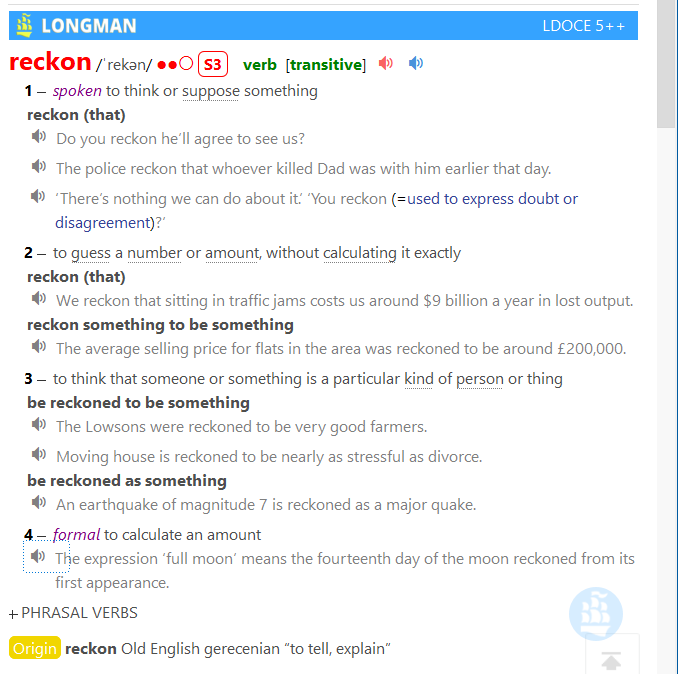 LONGMAN LDOCE 5++
reckon /ˈrekən/ ●●○ S3 verb [transitive]
1 – spoken to think or suppose something
reckon (that)
Do you reckon he’ll agree to see us?
The police reckon that whoever killed Dad was with him earlier that day.
‘There’s nothing we can do about it.’ ‘You reckon (=used to express doubt or
disagreement)?’
2 – to guess a number or amount, without calculating it exactly
reckon (that)
We reckon that sitting in traffic jams costs us around $9 billion a year in lost output.
reckon something to be something
The average selling price for flats in the area was reckoned to be around £200,000.
3 – to think that someone or something is a particular kind of person or thing
be reckoned to be something
The Lowsons were reckoned to be very good farmers.
Moving house is reckoned to be nearly as stressful as divorce.
be reckoned as something
An earthquake of magnitude 7 is reckoned as a major quake.
4 – formal to calculate an amount
The expression ‘full moon’ means the fourteenth day of the moon reckoned from its
first appearance.
+ PHRASAL VERBS
Origin reckon Old English gerecenian “to tell, explain”